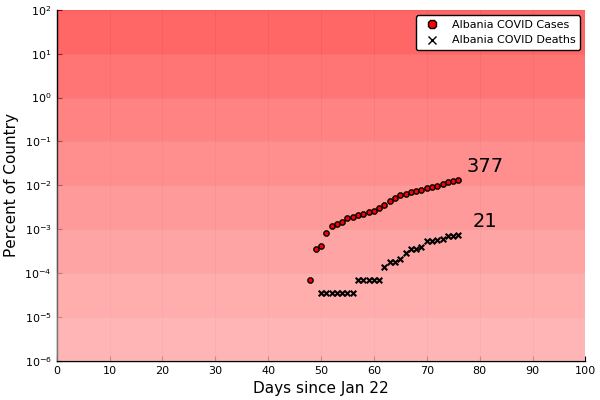 Albania COVID Cases
Albania COVID Deaths
Percent of Country
10²
10¹
10⁰
10⁻¹
10⁻²
10⁻³
10⁻⁴
10⁻⁵
10⁻⁶
377
21
0 10 20 30 40 50 60 70 80 90 100
Days since Jan 22